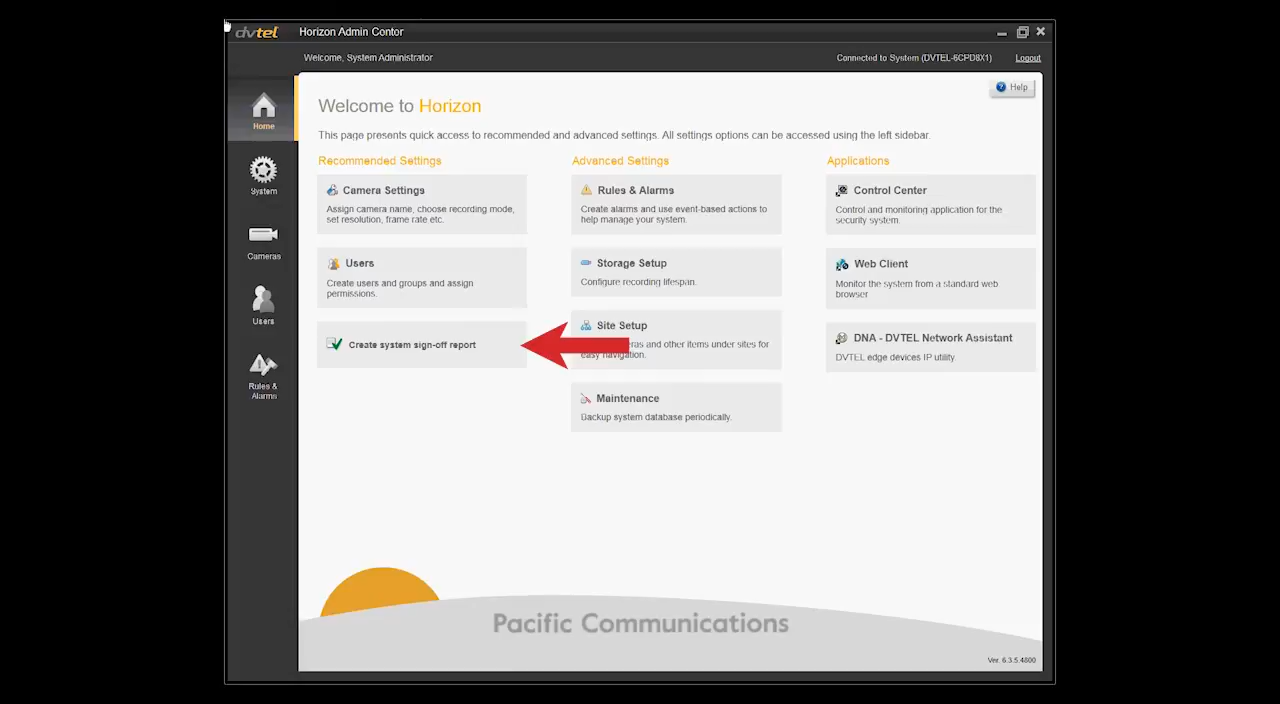 dvtel Horizon Admin Center
Welcome, System Administrator
Connected to System (DVTEL-6CPD8X1) Logout
Help
Home
System
Cameras
Users
Rules &
Alarms
Welcome to Horizon
This page presents quick access to recommended and advanced settings. All settings options can be accessed using the left sidebar.
Recommended Settings
Camera Settings
Assign camera name, choose recording mode,
set resolution, frame rate etc.
Users
Create users and groups and assign
permissions.
Create system sign-off report
Advanced Settings
Rules & Alarms
Create alarms and use event-based actions to
help manage your system.
Storage Setup
Configure recording lifespan.
Site Setup
and other items under sites for
easy navigation.
Maintenance
Backup system database periodically.
Applications
Control Center
Control and monitoring application for the
security system.
Web Client
Monitor the system from a standard web
browser
DNA - DVTEL Network Assistant
DVTEL edge devices IP utility
Pacific Communications
Ver. 6.3.5.4800